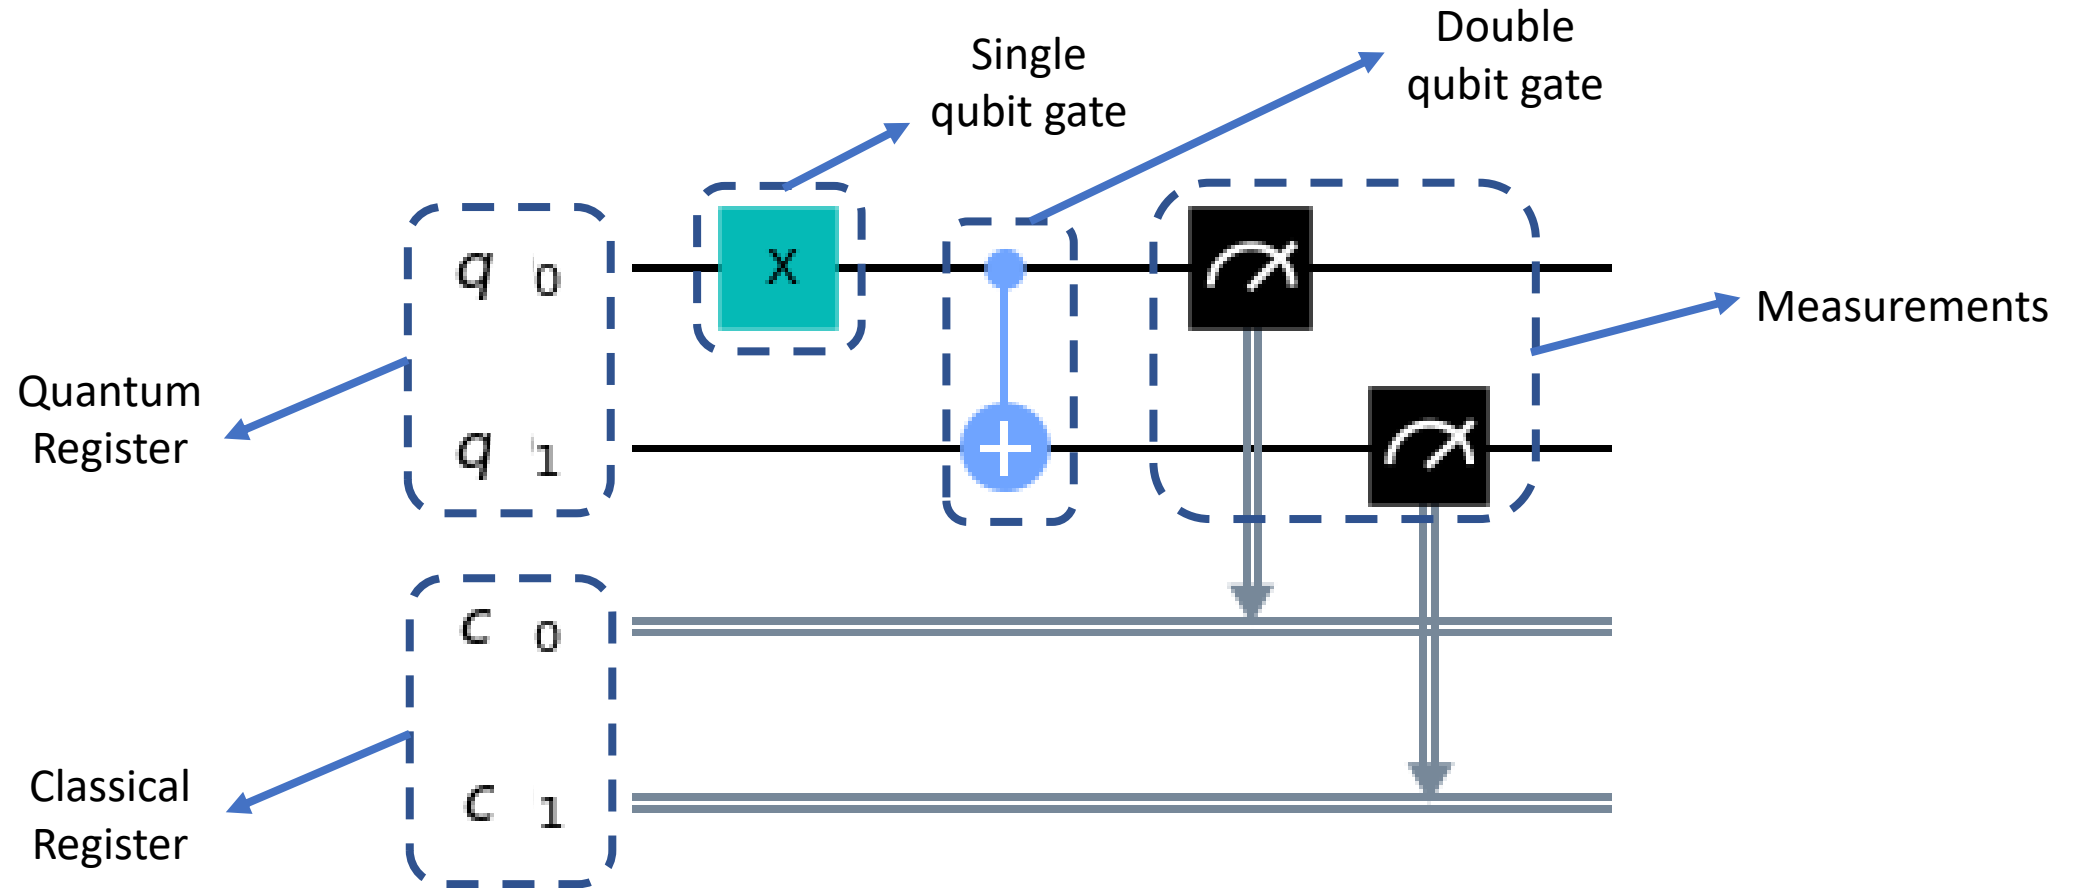 Single
qubit gate
Double
qubit gate
q 0
X
Measurements
Quantum
Register
q 1
c 0
Classical
Register
c 1